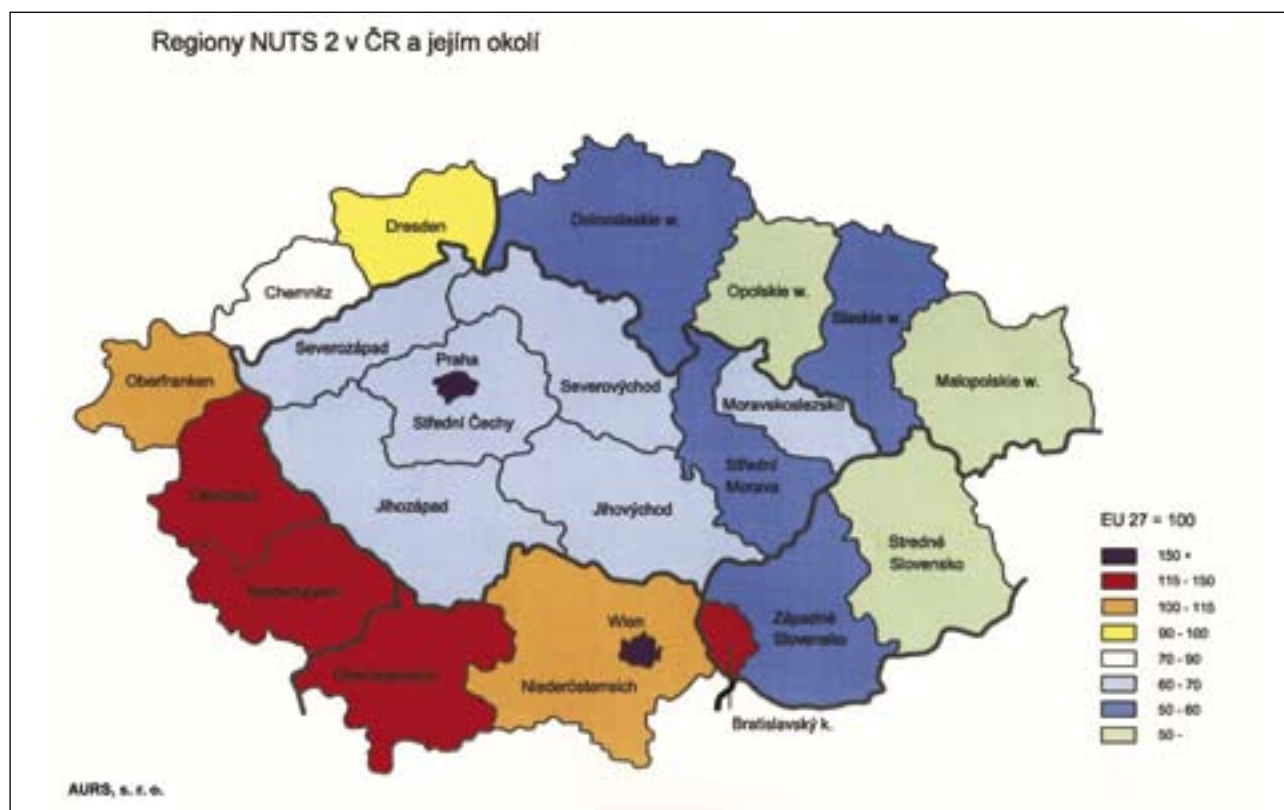 Regiony NUTS 2 v ČR a jejím okolí
Dresden
Dolnoslaskie w.
Chemnitz
Opolskie w.
Slaskie w.
Severozápad
Praha
Oberfranken
Severovýchod
Malopolskie w.
Moravskoslezsko
Střední Čechy
Střední
Morava
Jihozápad
Jihovýchod
Stredné
Slovensko
Wien
Západné
Slovensko
Niederösterreich
Bratislavský k.
EU 27 = 100
150 +
115 - 150
100 - 115
90 - 100
70 - 90
60 - 70
50 - 60
50 -
AURS, s. r. o.